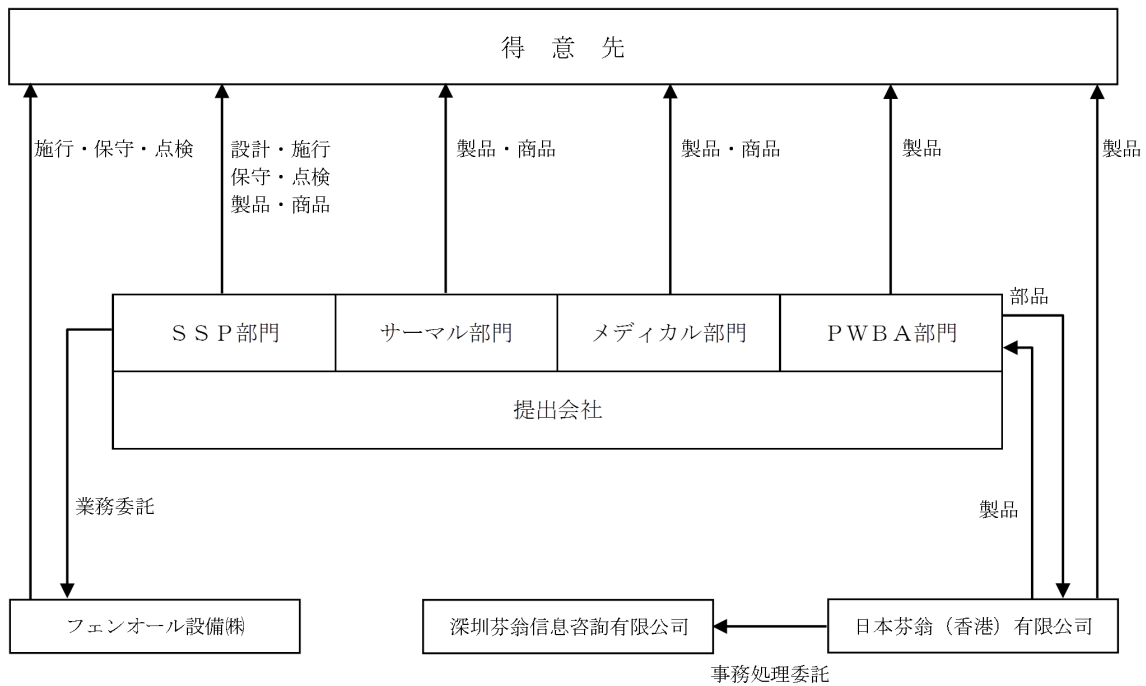 得　意　先
施行・保守・点検
設計・施行
保守・点検
製品・商品
製品・商品
製品・商品
製品
製品
部品
ＳＳＰ部門
サーマル部門
メディカル部門
ＰＷＢＡ部門
提出会社
業務委託
製品
フェンオール設備㈱
深圳芬翁信息咨詢有限公司
日本芬翁（香港）有限公司
事務処理委託